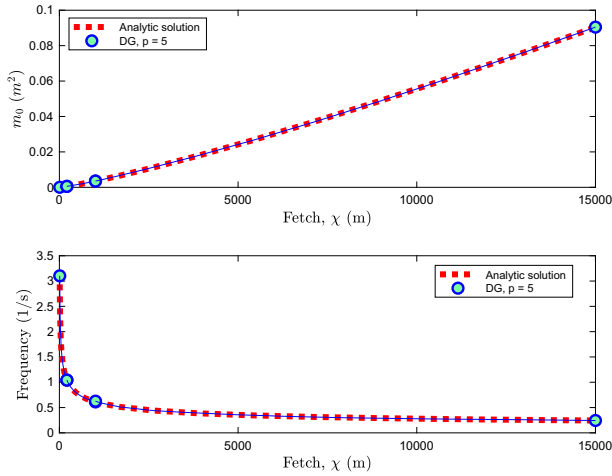 0.1
0.08
0.06
0.04
0.02
0
m₀ (m²)
Analytic solution
DG, p = 5
0 5000 10000 15000
Fetch, χ (m)
3.5
3
2.5
2
1.5
1
0.5
0
Frequency (1/s)
Analytic solution
DG, p = 5
0 5000 10000 15000
Fetch, χ (m)